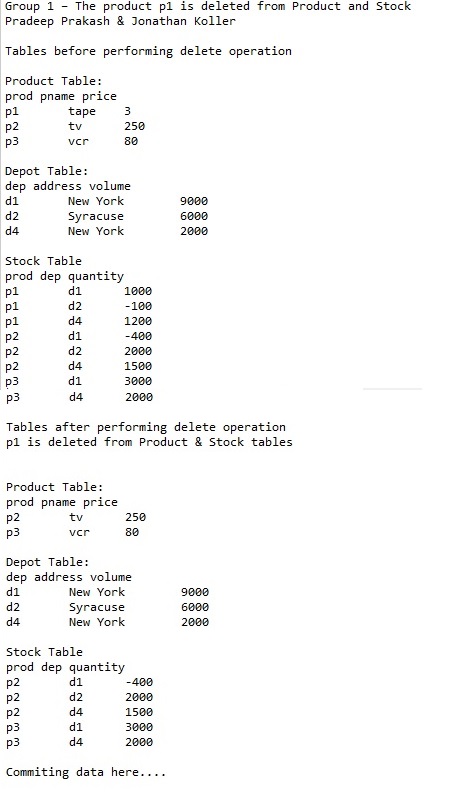 Group 1 – The product p1 is deleted from Product and Stock
Pradeep Prakash & Jonathan Koller
Tables before performing delete operation
Product Table:
prod pname price
p1 tape 3
p2 tv 250
p3 vcr 80
Depot Table:
dep address volume
d1 New York 9000
d2 Syracuse 6000
d4 New York 2000
Stock Table
prod dep quantity
p1 d1 1000
p1 d2 -100
p1 d4 1200
p2 d1 -400
p2 d2 2000
p2 d4 1500
p3 d1 3000
p3 d4 2000
Tables after performing delete operation
p1 is deleted from Product & Stock tables
Product Table:
prod pname price
p2 tv 250
p3 vcr 80
Depot Table:
dep address volume
d1 New York 9000
d2 Syracuse 6000
d4 New York 2000
Stock Table
prod dep quantity
p2 d1 -400
p2 d2 2000
p2 d4 1500
p3 d1 3000
p3 d4 2000
Commiting data here....